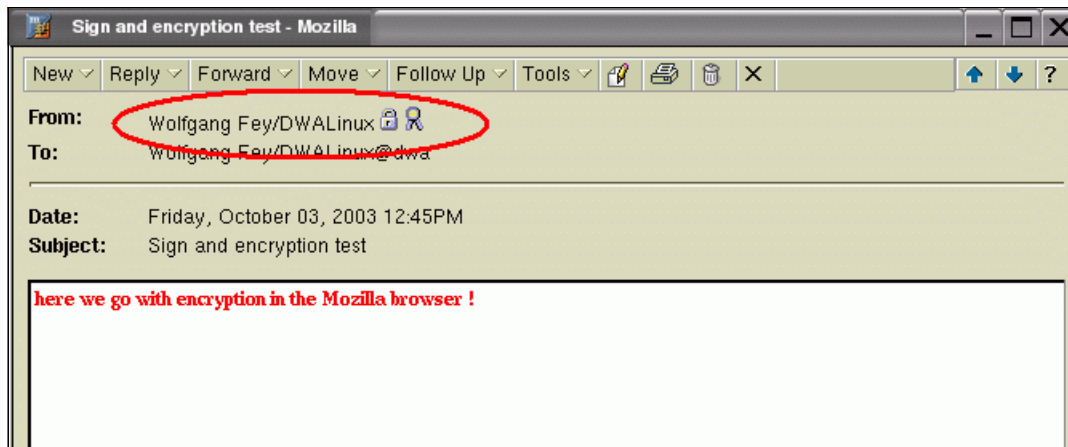 Sign and encryption test - Mozilla
New Reply Forward Move Follow Up Tools ?
From: Wolfgang Fey/DWALinux
To: Wolfgang Fey/DWALinux@dwa
Date: Friday, October 03, 2003 12:45PM
Subject: Sign and encryption test
here we go with encryption in the Mozilla browser !